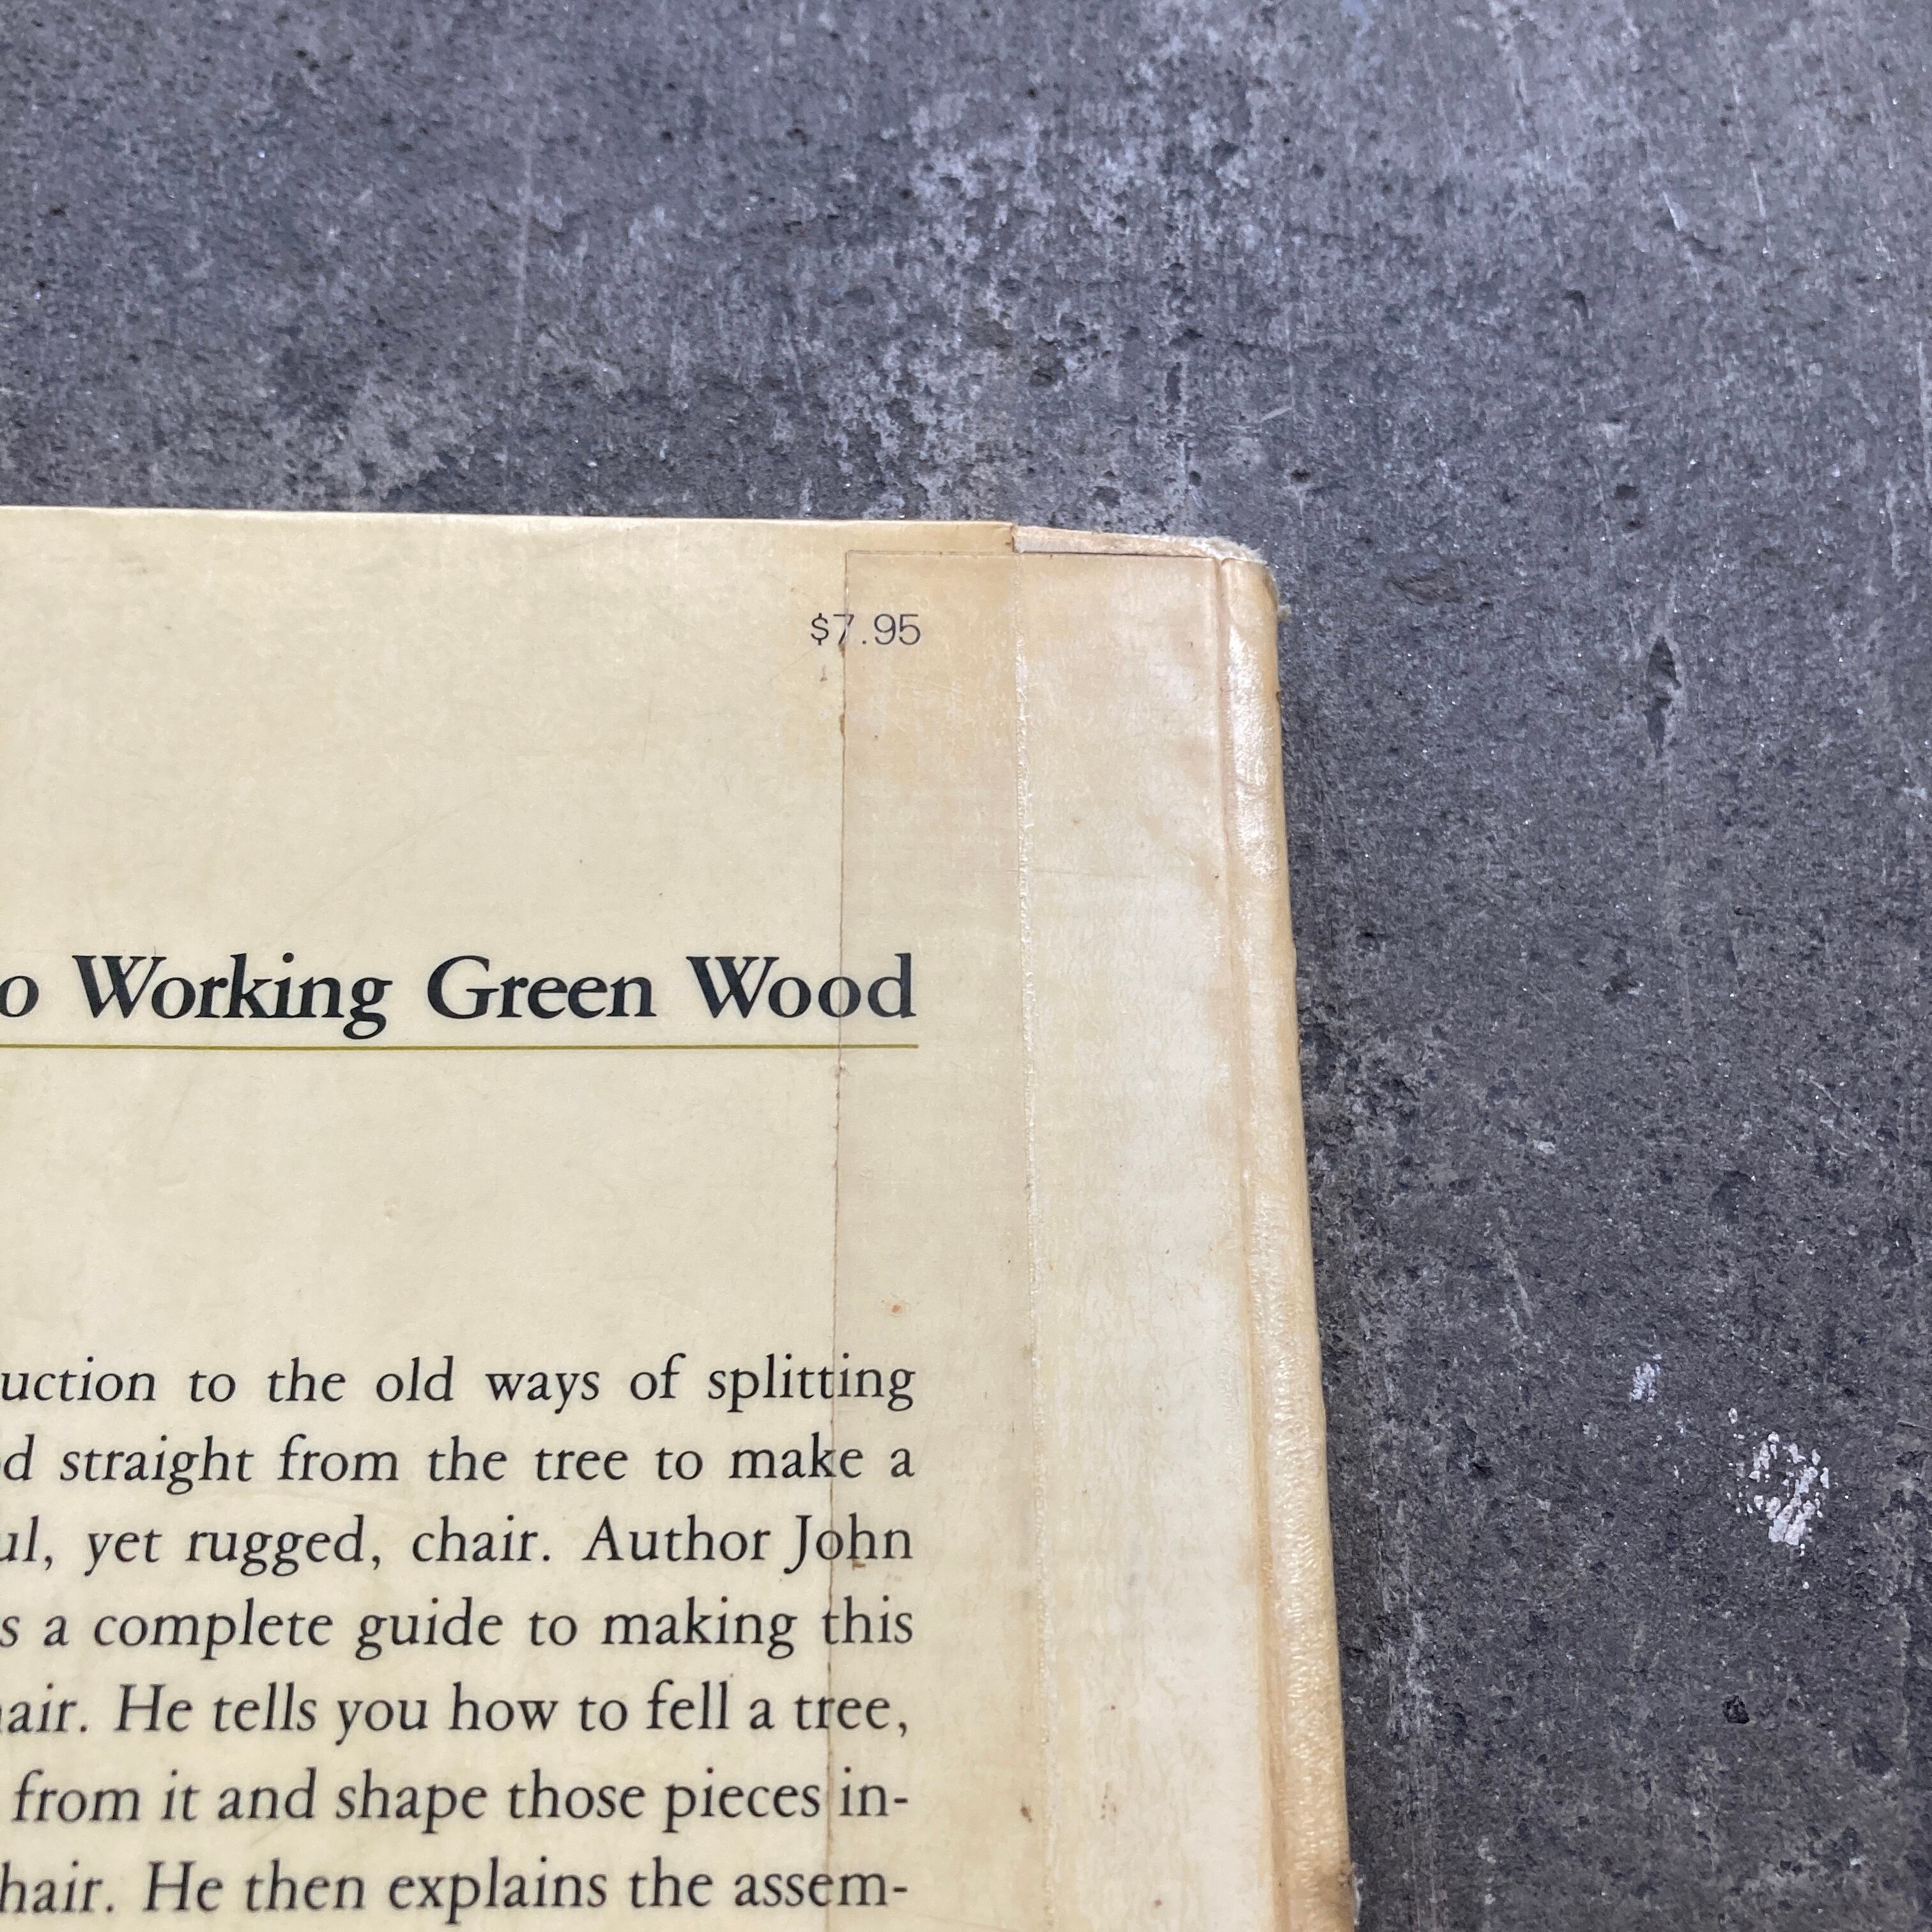 $7.95
o Working Green Wood
uction to the old ways of splitting
d straight from the tree to make a
ul, yet rugged, chair. Author John
s a complete guide to making this
air. He tells you how to fell a tree,
from it and shape those pieces in-
hair. He then explains the assem-